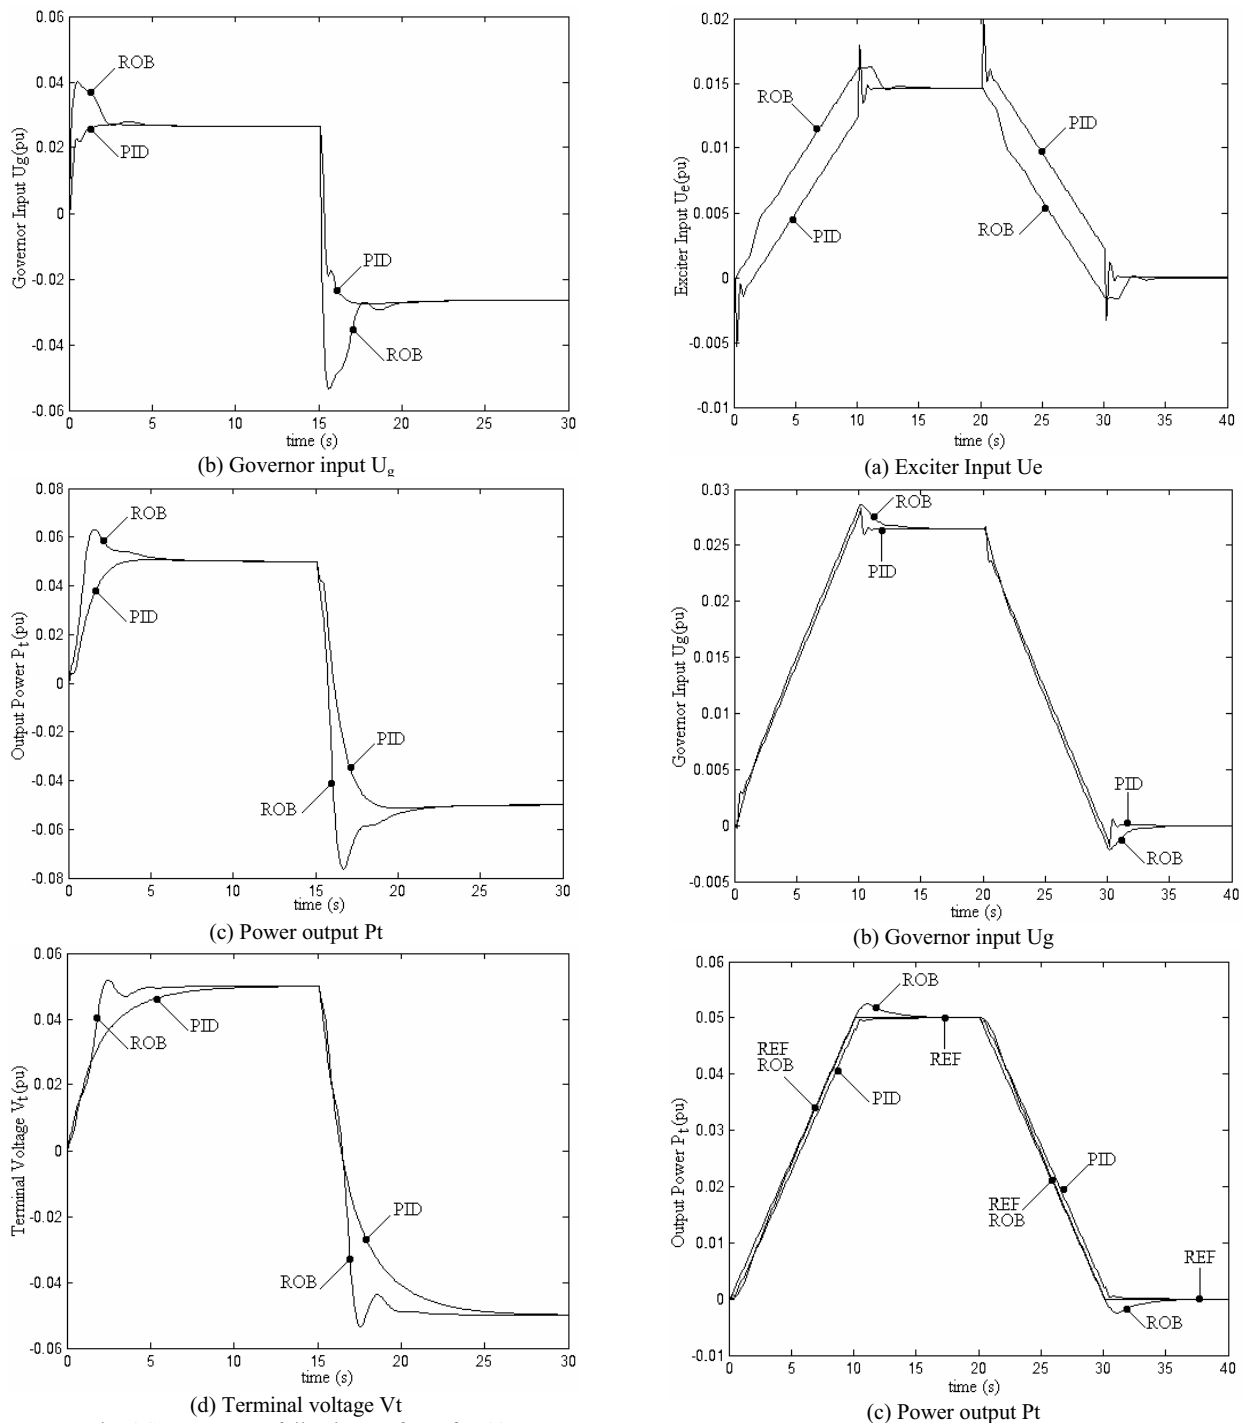 0.06
0.04
0.02
0
-0.02
-0.04
-0.06
Governor Input Ug(pu)
ROB
PID
PID
ROB
0 5 10 15 20 25 30
time (s)
(b) Governor input Ug
0.08
0.06
0.04
0.02
0
-0.02
-0.04
-0.06
-0.08
Output Power Pt(pu)
ROB
PID
PID
ROB
0 5 10 15 20 25 30
time (s)
(c) Power output Pt
0.06
0.04
0.02
0
-0.02
-0.04
-0.06
Terminal Voltage Vt(pu)
ROB
PID
PID
ROB
0 5 10 15 20 25 30
time (s)
(d) Terminal voltage Vt
0.02
0.015
0.01
0.005
0
-0.005
-0.01
Exciter Input Ue(pu)
ROB
PID
PID
ROB
0 5 10 15 20 25 30 35 40
time (s)
(a) Exciter Input Ue
0.03
0.025
0.02
0.015
0.01
0.005
0
-0.005
Governor Input Ug(pu)
ROB
PID
PID
ROB
0 5 10 15 20 25 30 35 40
time (s)
(b) Governor input Ug
0.06
0.05
0.04
0.03
0.02
0.01
0
-0.01
Output Power Pt(pu)
ROB
REF
REF
ROB
PID
PID
REF
ROB
REF
ROB
0 5 10 15 20 25 30 35 40
time (s)
(c) Power output Pt